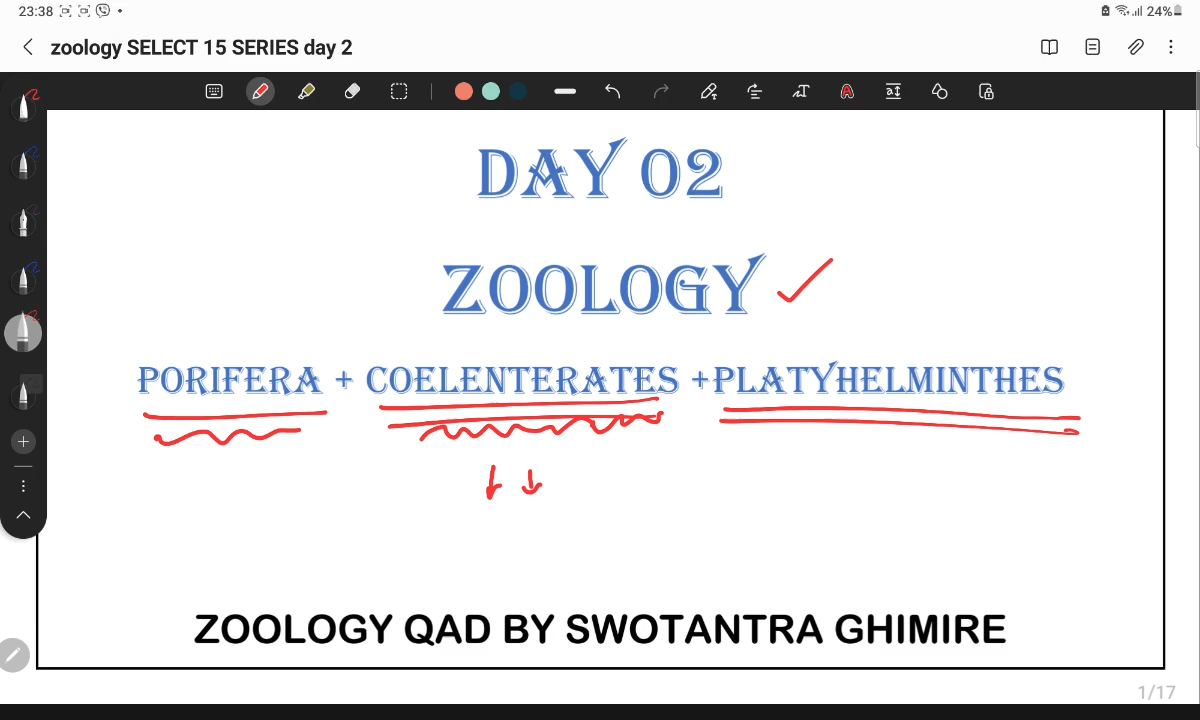 23:38 24%
zoology SELECT 15 SERIES day 2
DAY 02
ZOOLOGY
PORIFERA + COELENTERATES +PLATYHELMINTHES
ZOOLOGY QAD BY SWOTANTRA GHIMIRE
1/17